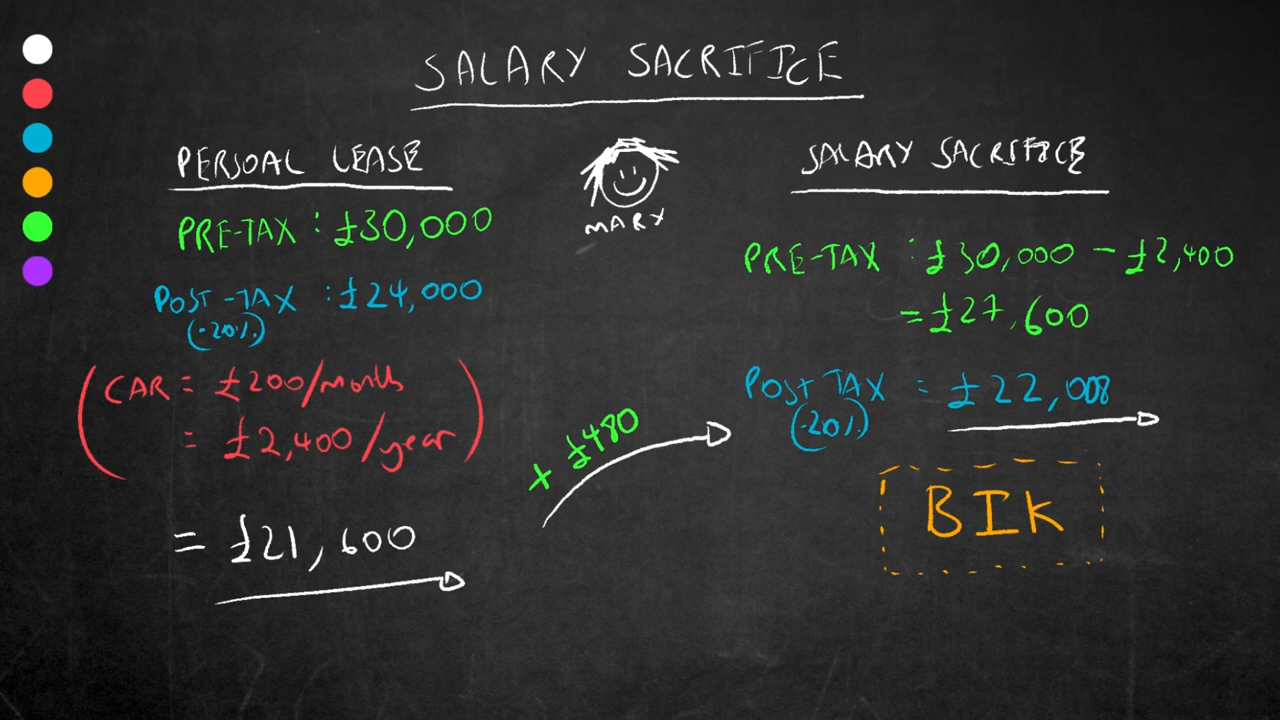 SALARY SACRIFICE
PERSOAL LEASE
PRE-TAX : £30,000
POST-TAX : £24,000
(-20%)
CAR = £200/month
= £2,400/year
= £21,600
MARY
+ £480
SALARY SACRIFICE
PRE-TAX : £30,000 - £2,400
= £27,600
POST TAX = £22,008
(-20%)
BIK